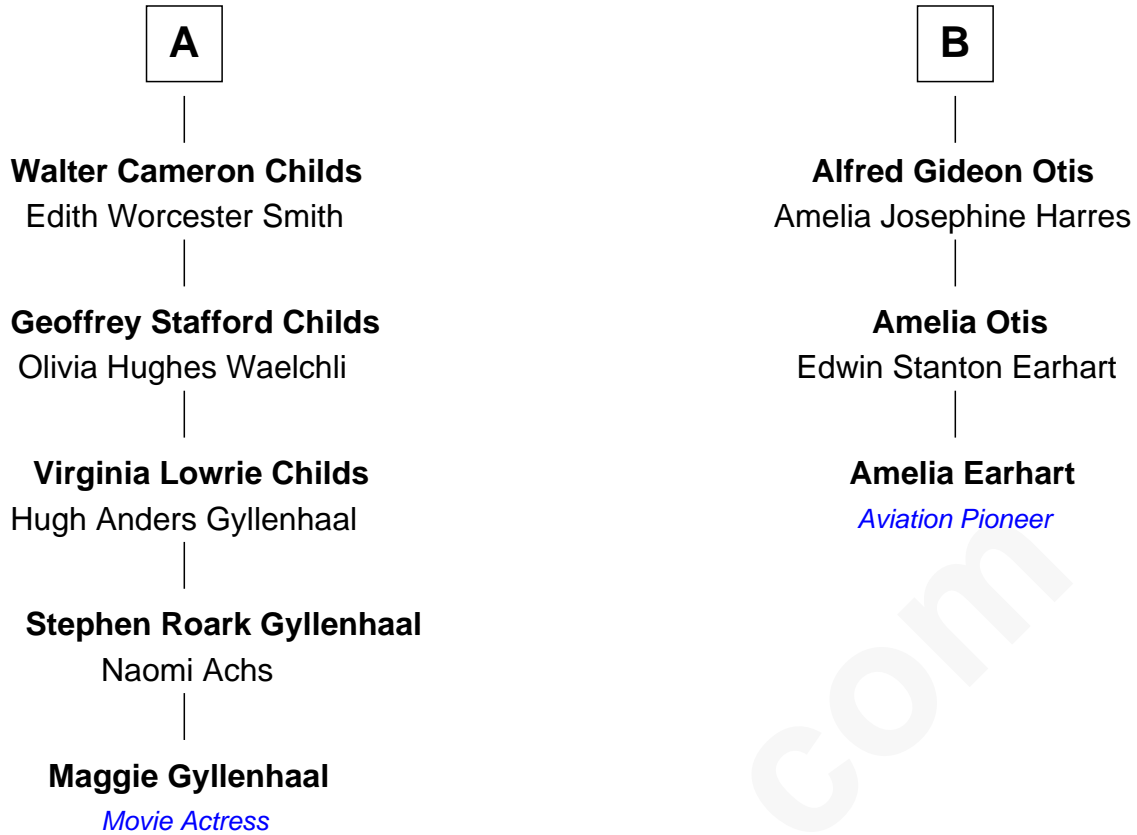 A
Walter Cameron Childs
Edith Worcester Smith
Geoffrey Stafford Childs
Olivia Hughes Waelchli
Virginia Lowrie Childs
Hugh Anders Gyllenhaal
Stephen Roark Gyllenhaal
Naomi Achs
Maggie Gyllenhaal
Movie Actress
B
Alfred Gideon Otis
Amelia Josephine Harres
Amelia Otis
Edwin Stanton Earhart
Amelia Earhart
Aviation Pioneer
com